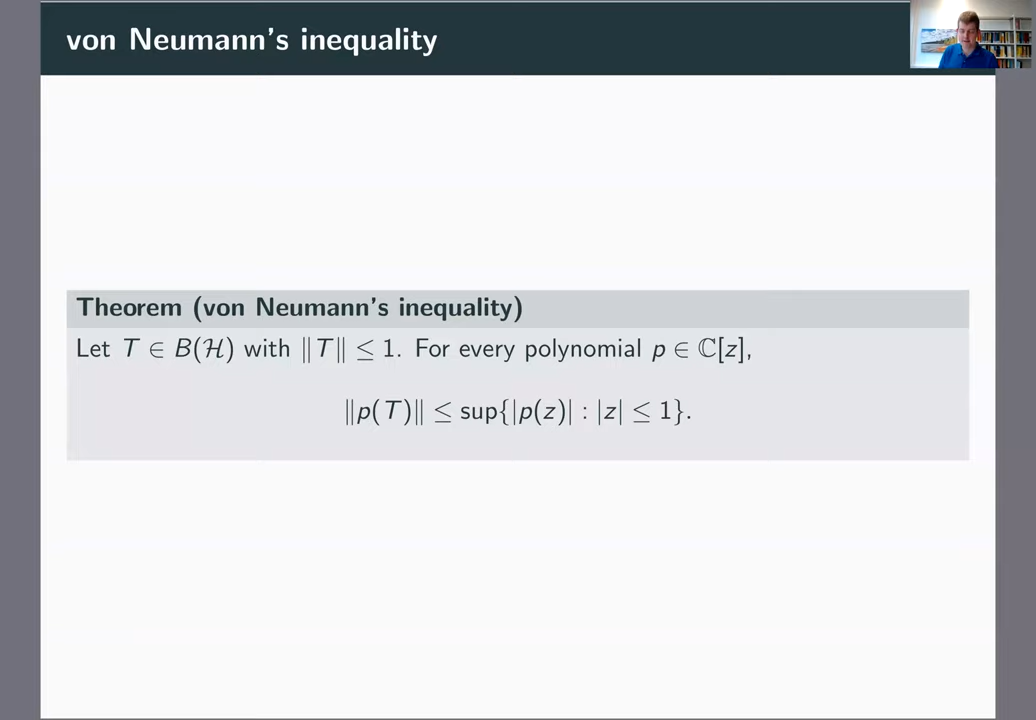 von Neumann's inequality
Theorem (von Neumann's inequality)
Let T ∈ B(ℋ) with ‖T‖ ≤ 1. For every polynomial p ∈ ℂ[z],
‖p(T)‖ ≤ sup{|p(z)| : |z| ≤ 1}.